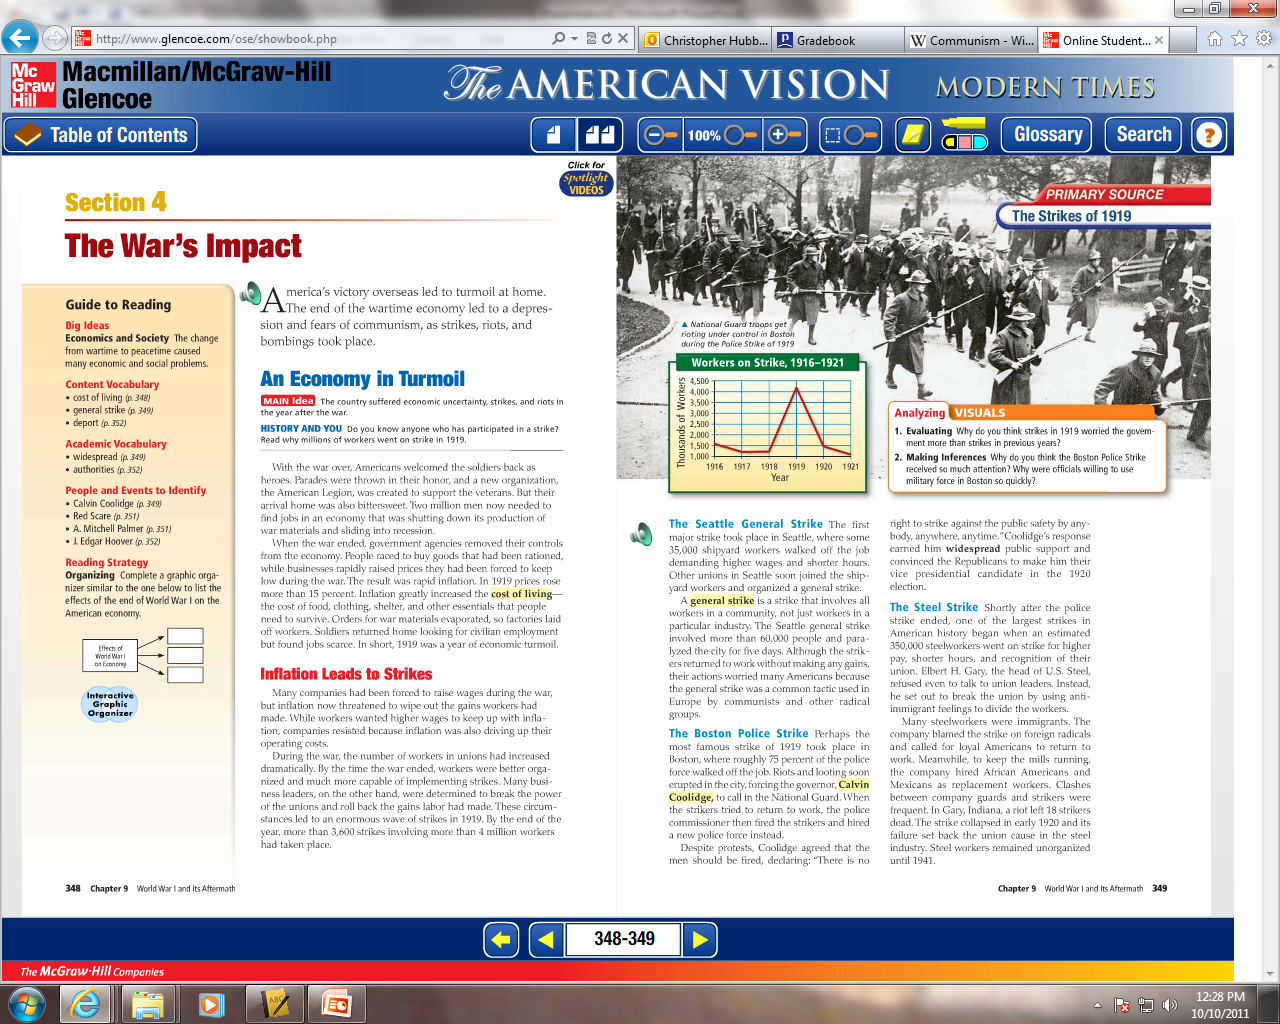 http://www.glencoe.com/ose/showbook.php
Christopher Hubb...
Gradebook
Communism - Wi...
Online Student...
Mc
Graw
Hill
Macmillan/McGraw-Hill
Glencoe
The AMERICAN VISION MODERN TIMES
Table of Contents
100%
Glossary
Search
?
Click for
Spotlight
VIDEOS
Section 4
The War's Impact
Guide to Reading
Big Ideas
Economics and Society The change
from wartime to peacetime caused
many economic and social problems.
Content Vocabulary
• cost of living (p. 348)
• general strike (p. 349)
• deport (p. 352)
Academic Vocabulary
• widespread (p. 349)
• authorities (p. 352)
People and Events to Identify
• Calvin Coolidge (p. 349)
• Red Scare (p. 351)
• A. Mitchell Palmer (p. 351)
• J. Edgar Hoover (p. 352)
Reading Strategy
Organizing Complete a graphic orga-
nizer similar to the one below to list the
effects of the end of World War I on the
American economy.
Effects of
World War I
on Economy
Interactive
Graphic
Organizer
America's victory overseas led to turmoil at home.
The end of the wartime economy led to a depres-
sion and fears of communism, as strikes, riots, and
bombings took place.
An Economy in Turmoil
MAIN Idea The country suffered economic uncertainty, strikes, and riots in
the year after the war.
HISTORY AND YOU Do you know anyone who has participated in a strike?
Read why millions of workers went on strike in 1919.
With the war over, Americans welcomed the soldiers back as
heroes. Parades were thrown in their honor, and a new organization,
the American Legion, was created to support the veterans. But their
arrival home was also bittersweet. Two million men now needed to
find jobs in an economy that was shutting down its production of
war materials and sliding into recession.
When the war ended, government agencies removed their controls
from the economy. People raced to buy goods that had been rationed,
while businesses rapidly raised prices they had been forced to keep
low during the war. The result was rapid inflation. In 1919 prices rose
more than 15 percent. Inflation greatly increased the cost of living—
the cost of food, clothing, shelter, and other essentials that people
need to survive. Orders for war materials evaporated, so factories laid
off workers. Soldiers returned home looking for civilian employment
but found jobs scarce. In short, 1919 was a year of economic turmoil.
Inflation Leads to Strikes
Many companies had been forced to raise wages during the war,
but inflation now threatened to wipe out the gains workers had
made. While workers wanted higher wages to keep up with infla-
tion, companies resisted because inflation was also driving up their
operating costs.
During the war, the number of workers in unions had increased
dramatically. By the time the war ended, workers were better orga-
nized and much more capable of implementing strikes. Many busi-
ness leaders, on the other hand, were determined to break the power
of the unions and roll back the gains labor had made. These circum-
stances led to an enormous wave of strikes in 1919. By the end of the
year, more than 3,600 strikes involving more than 4 million workers
had taken place.
348 Chapter 9 World War I and Its Aftermath
PRIMARY SOURCE
The Strikes of 1919
▲ National Guard troops get
rioting under control in Boston
during the Police Strike of 1919
Workers on Strike, 1916–1921
Thousands of Workers
4,500
4,000
3,500
3,000
2,500
2,000
1,500
1,000
1916 1917 1918 1919 1920 1921
Year
Analyzing VISUALS
1. Evaluating Why do you think strikes in 1919 worried the govern-
ment more than strikes in previous years?
2. Making Inferences Why do you think the Boston Police Strike
received so much attention? Why were officials willing to use
military force in Boston so quickly?
The Seattle General Strike The first
major strike took place in Seattle, where some
35,000 shipyard workers walked off the job
demanding higher wages and shorter hours.
Other unions in Seattle soon joined the ship-
yard workers and organized a general strike.
A general strike is a strike that involves all
workers in a community, not just workers in a
particular industry. The Seattle general strike
involved more than 60,000 people and para-
lyzed the city for five days. Although the strik-
ers returned to work without making any gains,
their actions worried many Americans because
the general strike was a common tactic used in
Europe by communists and other radical
groups.
The Boston Police Strike Perhaps the
most famous strike of 1919 took place in
Boston, where roughly 75 percent of the police
force walked off the job. Riots and looting soon
erupted in the city, forcing the governor, Calvin
Coolidge, to call in the National Guard. When
the strikers tried to return to work, the police
commissioner then fired the strikers and hired
a new police force instead.
Despite protests, Coolidge agreed that the
men should be fired, declaring: "There is no
right to strike against the public safety by any-
body, anywhere, anytime." Coolidge's response
earned him widespread public support and
convinced the Republicans to make him their
vice presidential candidate in the 1920
election.
The Steel Strike Shortly after the police
strike ended, one of the largest strikes in
American history began when an estimated
350,000 steelworkers went on strike for higher
pay, shorter hours, and recognition of their
union. Elbert H. Gary, the head of U.S. Steel,
refused even to talk to union leaders. Instead,
he set out to break the union by using anti-
immigrant feelings to divide the workers.
Many steelworkers were immigrants. The
company blamed the strike on foreign radicals
and called for loyal Americans to return to
work. Meanwhile, to keep the mills running,
the company hired African Americans and
Mexicans as replacement workers. Clashes
between company guards and strikers were
frequent. In Gary, Indiana, a riot left 18 strikers
dead. The strike collapsed in early 1920 and its
failure set back the union cause in the steel
industry. Steel workers remained unorganized
until 1941.
Chapter 9 World War I and Its Aftermath 349
348-349
The McGraw-Hill Companies
12:28 PM
10/10/2011